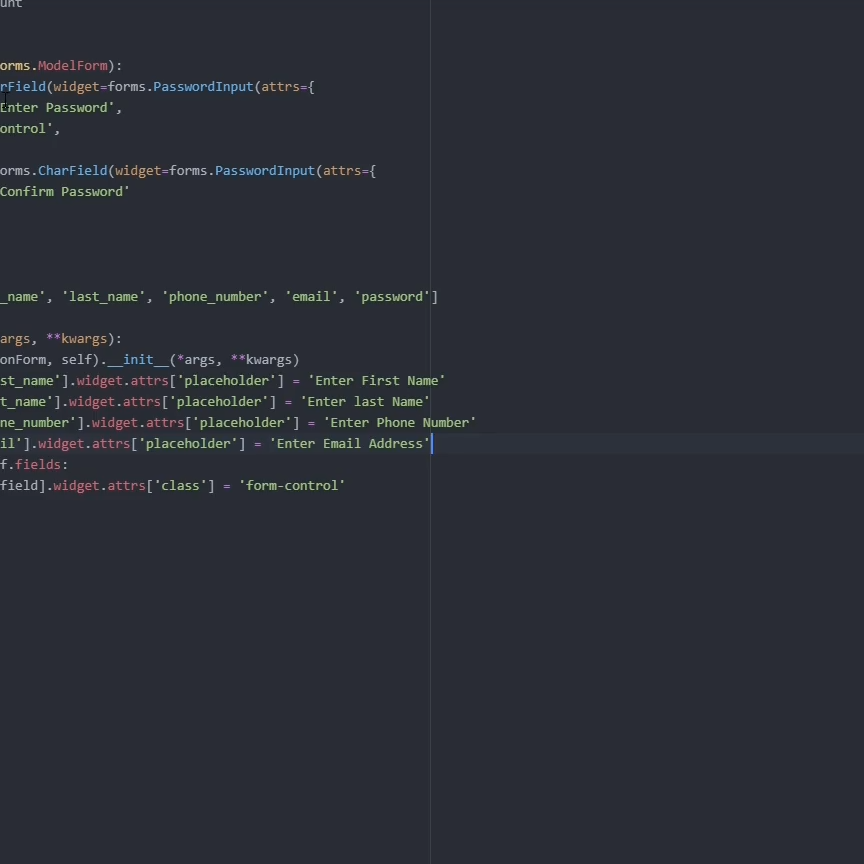 unt
orms.ModelForm):
rField(widget=forms.PasswordInput(attrs={
Enter Password',
ontrol',
orms.CharField(widget=forms.PasswordInput(attrs={
Confirm Password'
_name', 'last_name', 'phone_number', 'email', 'password']
args, **kwargs):
onForm, self).__init__(*args, **kwargs)
st_name'].widget.attrs['placeholder'] = 'Enter First Name'
t_name'].widget.attrs['placeholder'] = 'Enter last Name'
ne_number'].widget.attrs['placeholder'] = 'Enter Phone Number'
il'].widget.attrs['placeholder'] = 'Enter Email Address'
f.fields:
field].widget.attrs['class'] = 'form-control'